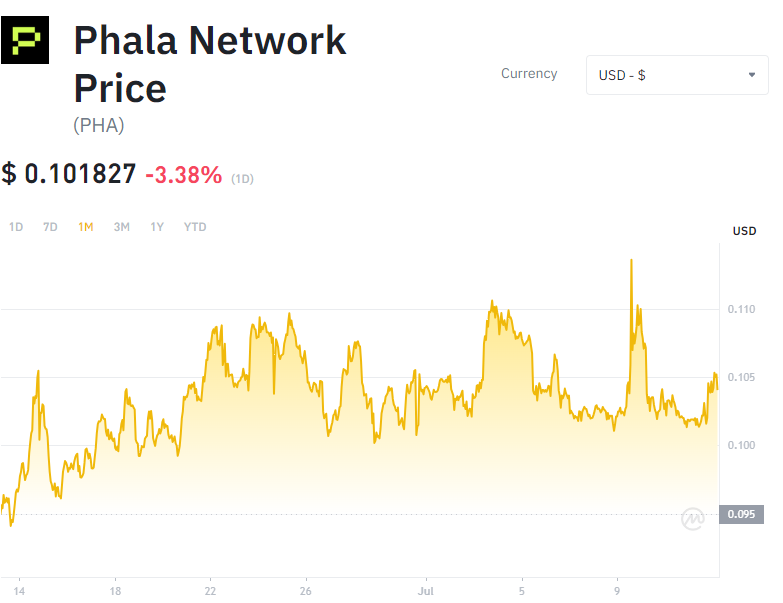 Phala Network
Price
(PHA)
Currency
USD - $
$ 0.101827 -3.38% (1D)
1D 7D 1M 3M 1Y YTD
USD
0.110
0.105
0.100
0.095
14 18 22 26 Jul 5 9